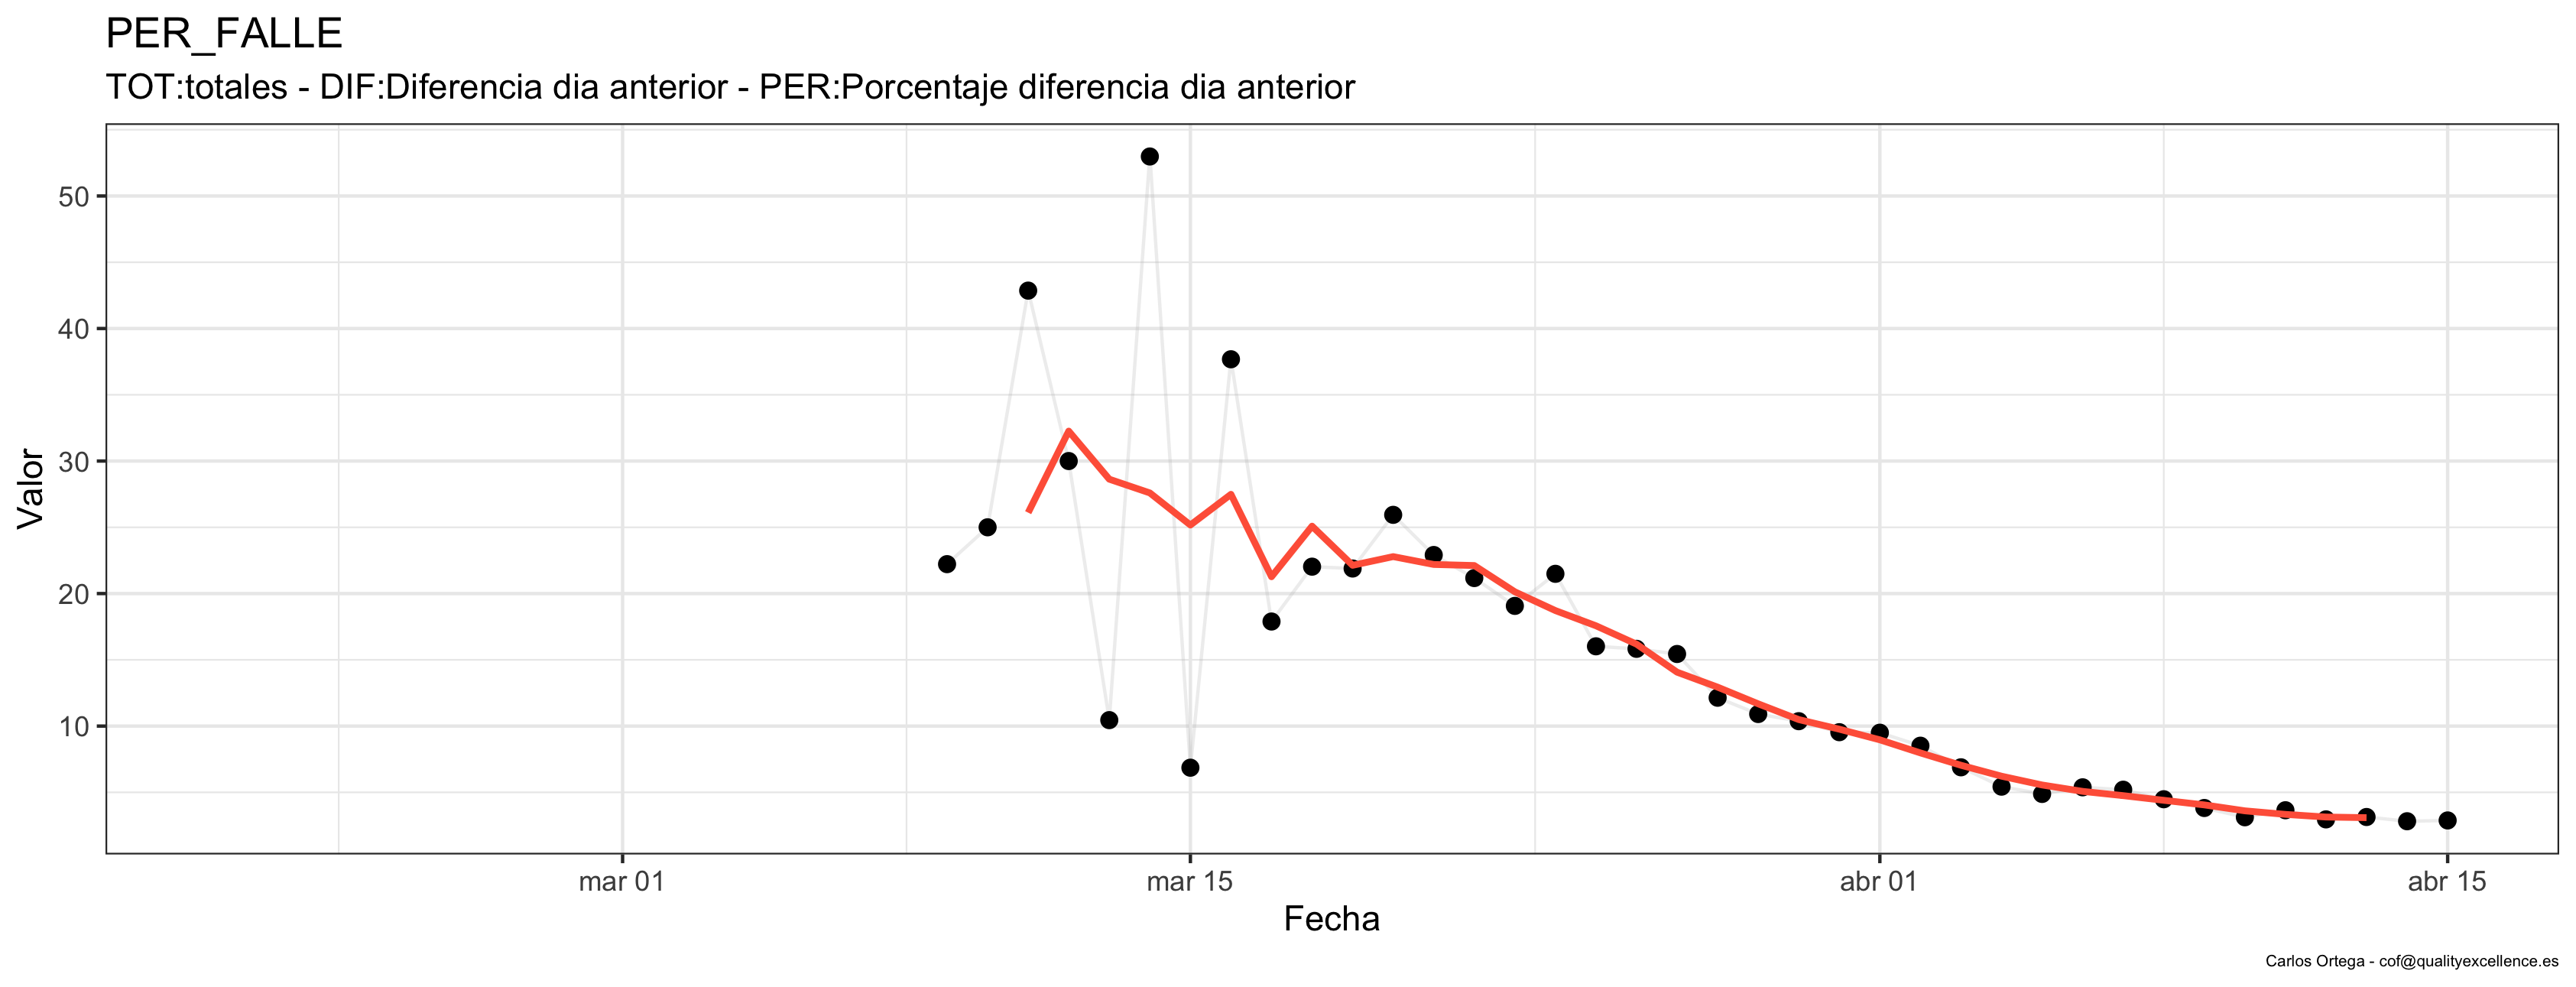 PER_FALLE
TOT:totales - DIF:Diferencia dia anterior - PER:Porcentaje diferencia dia anterior
Valor
50
40
30
20
10
mar 01
mar 15
abr 01
abr 15
Fecha
Carlos Ortega - cof@qualityexcellence.es